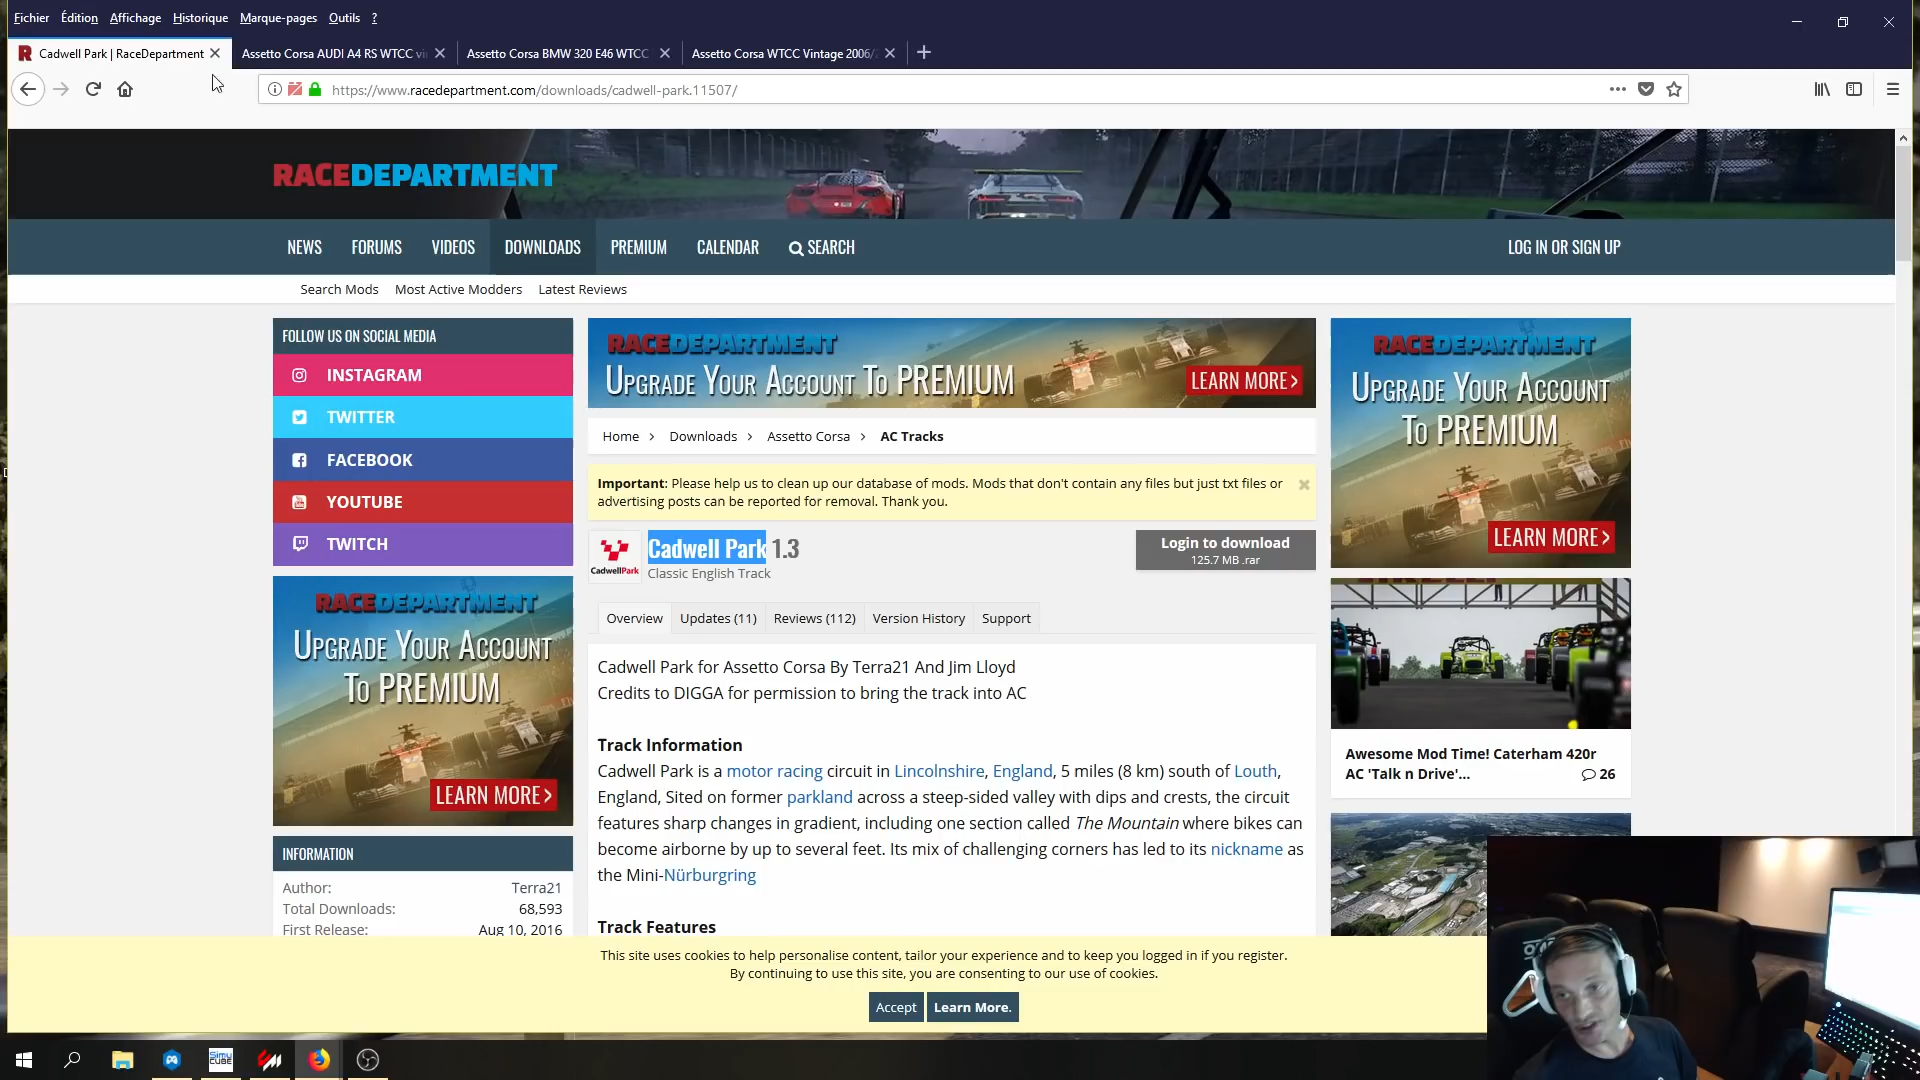 Fichier Édition Affichage Historique Marque-pages Outils ?
Cadwell Park | RaceDepartment
Assetto Corsa AUDI A4 RS WTCC vi
Assetto Corsa BMW 320 E46 WTCC
Assetto Corsa WTCC Vintage 2006/
https://www.racedepartment.com/downloads/cadwell-park.11507/
RACEDEPARTMENT
NEWS FORUMS VIDEOS DOWNLOADS PREMIUM CALENDAR SEARCH LOG IN OR SIGN UP
Search Mods Most Active Modders Latest Reviews
FOLLOW US ON SOCIAL MEDIA
INSTAGRAM
TWITTER
FACEBOOK
YOUTUBE
TWITCH
RACEDEPARTMENT
UPGRADE YOUR ACCOUNT
TO PREMIUM
LEARN MORE >
INFORMATION
Author: Terra21
Total Downloads: 68,593
First Release: Aug 10, 2016
RACEDEPARTMENT
UPGRADE YOUR ACCOUNT TO PREMIUM
LEARN MORE >
Home > Downloads > Assetto Corsa > AC Tracks
Important: Please help us to clean up our database of mods. Mods that don't contain any files but just txt files or
advertising posts can be reported for removal. Thank you.
CadwellPark
Cadwell Park 1.3
Classic English Track
Login to download
125.7 MB .rar
Overview Updates (11) Reviews (112) Version History Support
Cadwell Park for Assetto Corsa By Terra21 And Jim Lloyd
Credits to DIGGA for permission to bring the track into AC
Track Information
Cadwell Park is a motor racing circuit in Lincolnshire, England, 5 miles (8 km) south of Louth,
England, Sited on former parkland across a steep-sided valley with dips and crests, the circuit
features sharp changes in gradient, including one section called The Mountain where bikes can
become airborne by up to several feet. Its mix of challenging corners has led to its nickname as
the Mini-Nürburgring
Track Features
RACEDEPARTMENT
UPGRADE YOUR ACCOUNT
TO PREMIUM
LEARN MORE >
Awesome Mod Time! Caterham 420r
AC 'Talk n Drive'... 26
This site uses cookies to help personalise content, tailor your experience and to keep you logged in if you register.
By continuing to use this site, you are consenting to our use of cookies.
Accept Learn More.
SIMU
CUBE